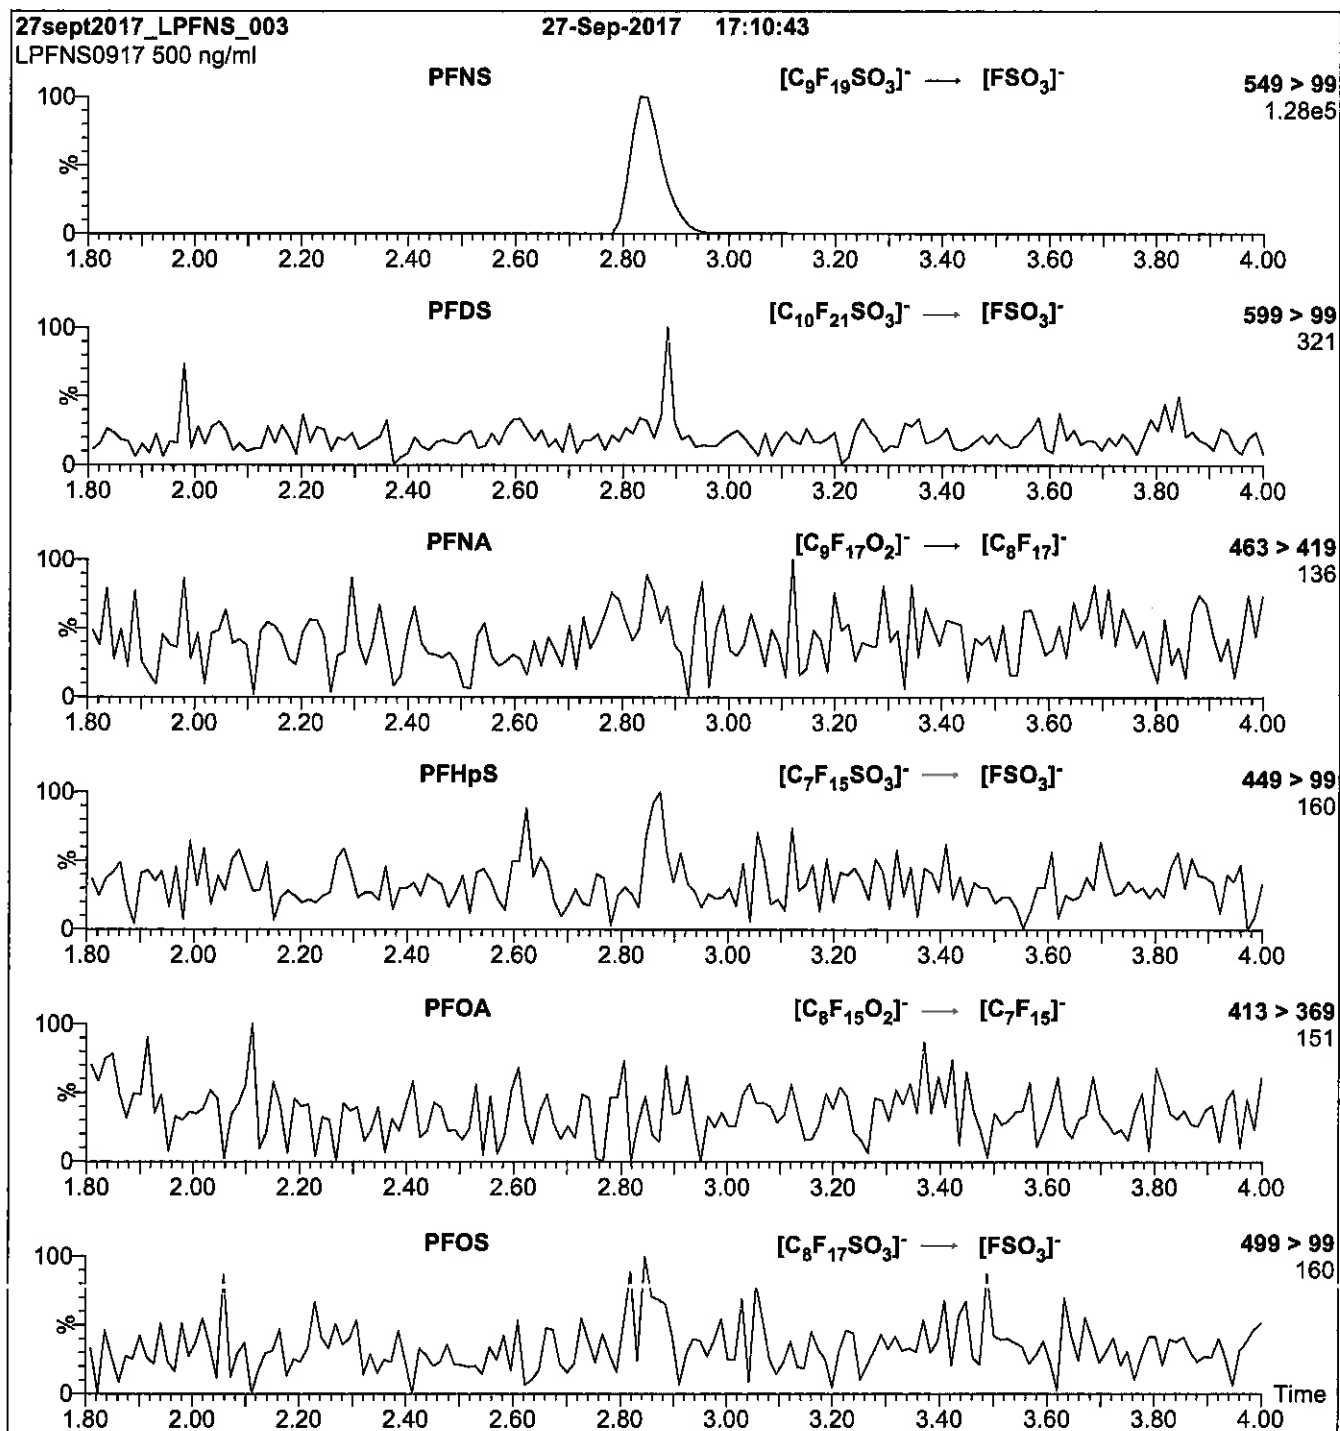 27sept2017_LPFNS_003 27-Sep-2017 17:10:43
LPFNS0917 500 ng/ml
PFNS [C₉F₁₉SO₃]⁻ → [FSO₃]⁻ 549 > 99
1.28e5
100
%
0
1.80 2.00 2.20 2.40 2.60 2.80 3.00 3.20 3.40 3.60 3.80 4.00
PFDS [C₁₀F₂₁SO₃]⁻ → [FSO₃]⁻ 599 > 99
321
100
%
0
1.80 2.00 2.20 2.40 2.60 2.80 3.00 3.20 3.40 3.60 3.80 4.00
PFNA [C₉F₁₇O₂]⁻ → [C₈F₁₇]⁻ 463 > 419
136
100
%
0
1.80 2.00 2.20 2.40 2.60 2.80 3.00 3.20 3.40 3.60 3.80 4.00
PFHpS [C₇F₁₅SO₃]⁻ → [FSO₃]⁻ 449 > 99
160
100
%
0
1.80 2.00 2.20 2.40 2.60 2.80 3.00 3.20 3.40 3.60 3.80 4.00
PFOA [C₈F₁₅O₂]⁻ → [C₇F₁₅]⁻ 413 > 369
151
100
%
0
1.80 2.00 2.20 2.40 2.60 2.80 3.00 3.20 3.40 3.60 3.80 4.00
PFOS [C₈F₁₇SO₃]⁻ → [FSO₃]⁻ 499 > 99
160
100
%
0
Time
1.80 2.00 2.20 2.40 2.60 2.80 3.00 3.20 3.40 3.60 3.80 4.00